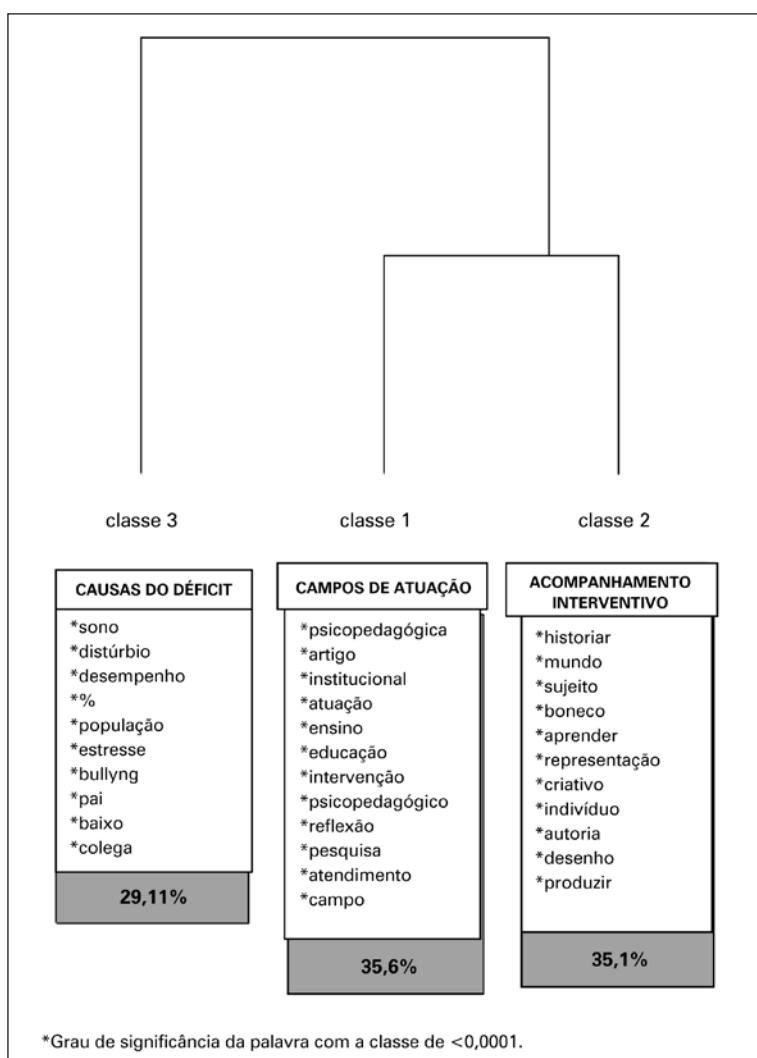 classe 3
classe 1
classe 2
CAUSAS DO DÉFICIT
*sono
*distúrbio
*desempenho
*%
*população
*estresse
*bullyng
*pai
*baixo
*colega
29,11%
CAMPOS DE ATUAÇÃO
*psicopedagógica
*artigo
*institucional
*atuação
*ensino
*educação
*intervenção
*psicopedagógico
*reflexão
*pesquisa
*atendimento
*campo
35,6%
ACOMPANHAMENTO
INTERVENTIVO
*historiar
*mundo
*sujeito
*boneco
*aprender
*representação
*criativo
*indivíduo
*autoria
*desenho
*produzir
35,1%
*Grau de significância da palavra com a classe de <0,0001.